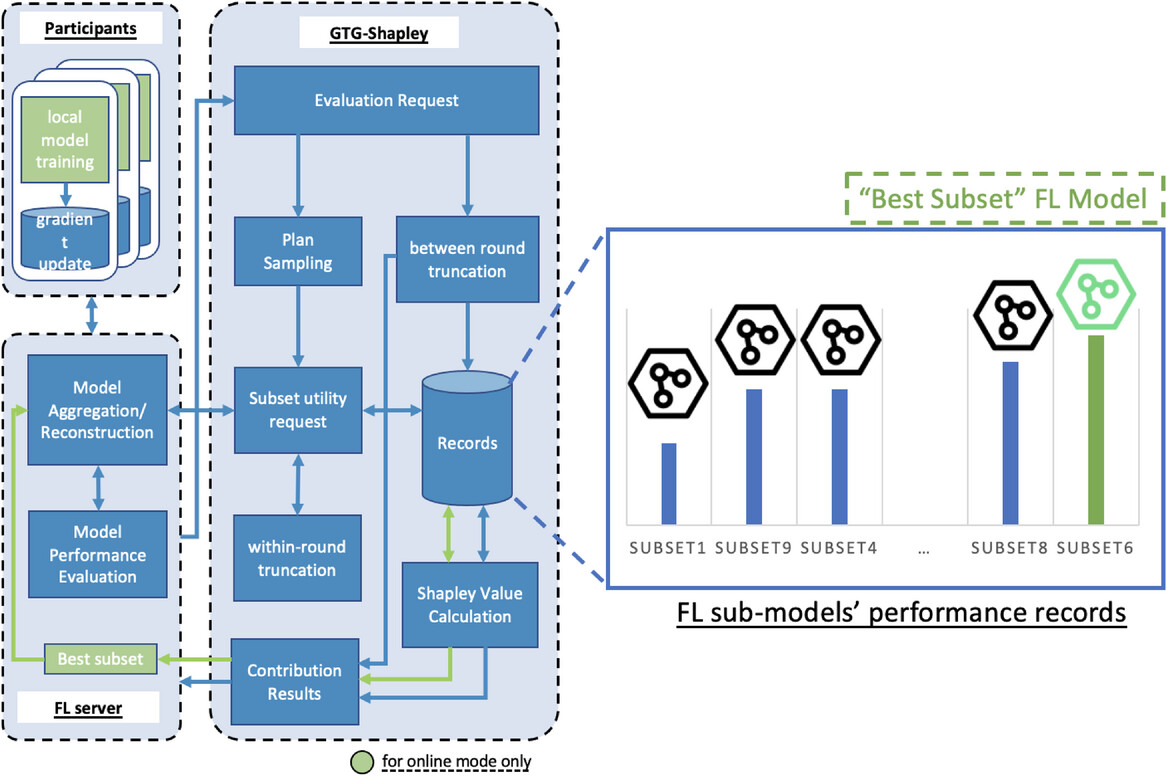 Participants
local
model
training
gradien
t
update
GTG-Shapley
Evaluation Request
Plan
Sampling
between round
truncation
Subset utility
request
Records
within-round
truncation
Shapley Value
Calculation
Contribution
Results
Model
Aggregation/
Reconstruction
Model
Performance
Evaluation
Best subset
FL server
for online mode only
“Best Subset” FL Model
SUBSET1 SUBSET9 SUBSET4 ... SUBSET8 SUBSET6
FL sub-models’ performance records